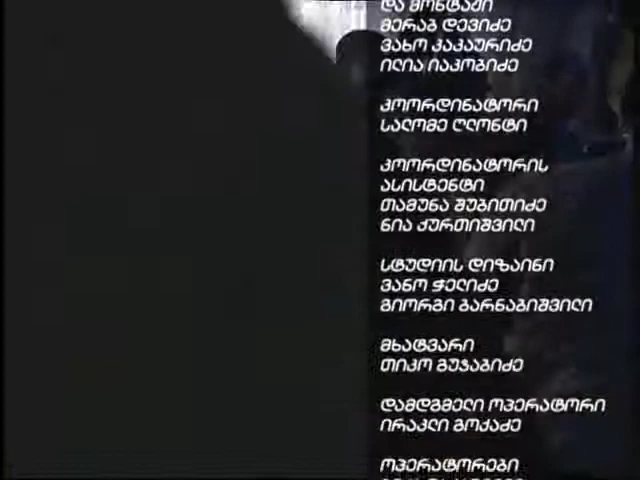 და მონტაჟი
მერაბ დევიძე
ვახო კაკაურიძე
ილია იაკობიძე
კოორდინატორი
სალომე ღლონტი
კოორდინატორის
ასისტენტი
თამუნა შუბითიძე
ნია ქურთიშვილი
სტუდიის დიზაინი
ვანო ჭელიძე
გიორგი ბარნაბიშვილი
მხატვარი
თიკო გუჯაბიძე
დამდგმელი ოპერატორი
ირაკლი გოქაძე
ოპერატორები